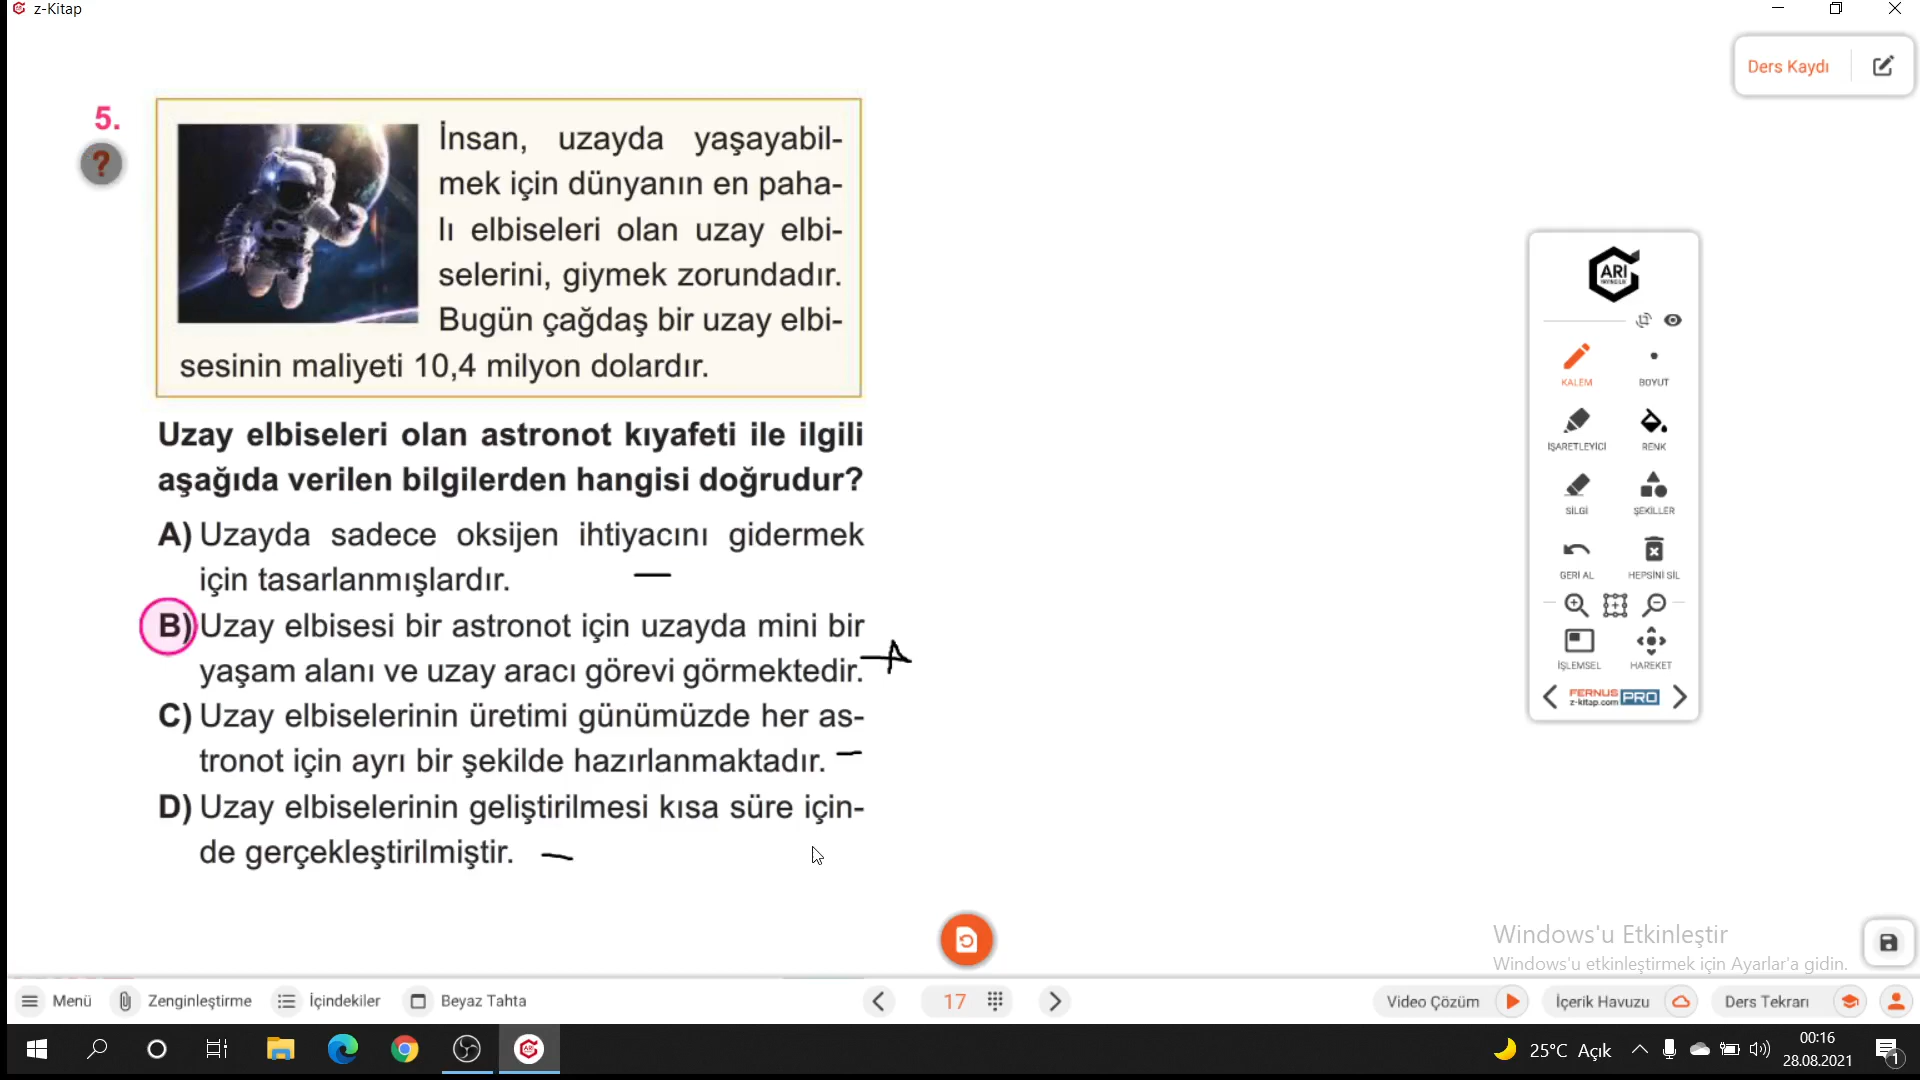 z-Kitap
Ders Kaydı
5.
?
İnsan, uzayda yaşayabil-
mek için dünyanın en paha-
lı elbiseleri olan uzay elbi-
selerini, giymek zorundadır.
Bugün çağdaş bir uzay elbi-
sesinin maliyeti 10,4 milyon dolardır.
Uzay elbiseleri olan astronot kıyafeti ile ilgili
aşağıda verilen bilgilerden hangisi doğrudur?
A) Uzayda sadece oksijen ihtiyacını gidermek
için tasarlanmışlardır.
B) Uzay elbisesi bir astronot için uzayda mini bir
yaşam alanı ve uzay aracı görevi görmektedir.
C) Uzay elbiselerinin üretimi günümüzde her as-
tronot için ayrı bir şekilde hazırlanmaktadır.
D) Uzay elbiselerinin geliştirilmesi kısa süre için-
de gerçekleştirilmiştir.
ARI
YAYINCILIK
KALEM BOYUT
İŞARETLEYİCİ RENK
SİLGİ ŞEKİLLER
GERİ AL HEPSİNİ SİL
İŞLEMSEL HAREKET
FERNUS PRO
z-kitap.com
Windows'u Etkinleştir
Windows'u etkinleştirmek için Ayarlar'a gidin.
Menü Zenginleştirme İçindekiler Beyaz Tahta 17 Video Çözüm İçerik Havuzu Ders Tekrarı
25°C Açık 00:16
28.08.2021
1